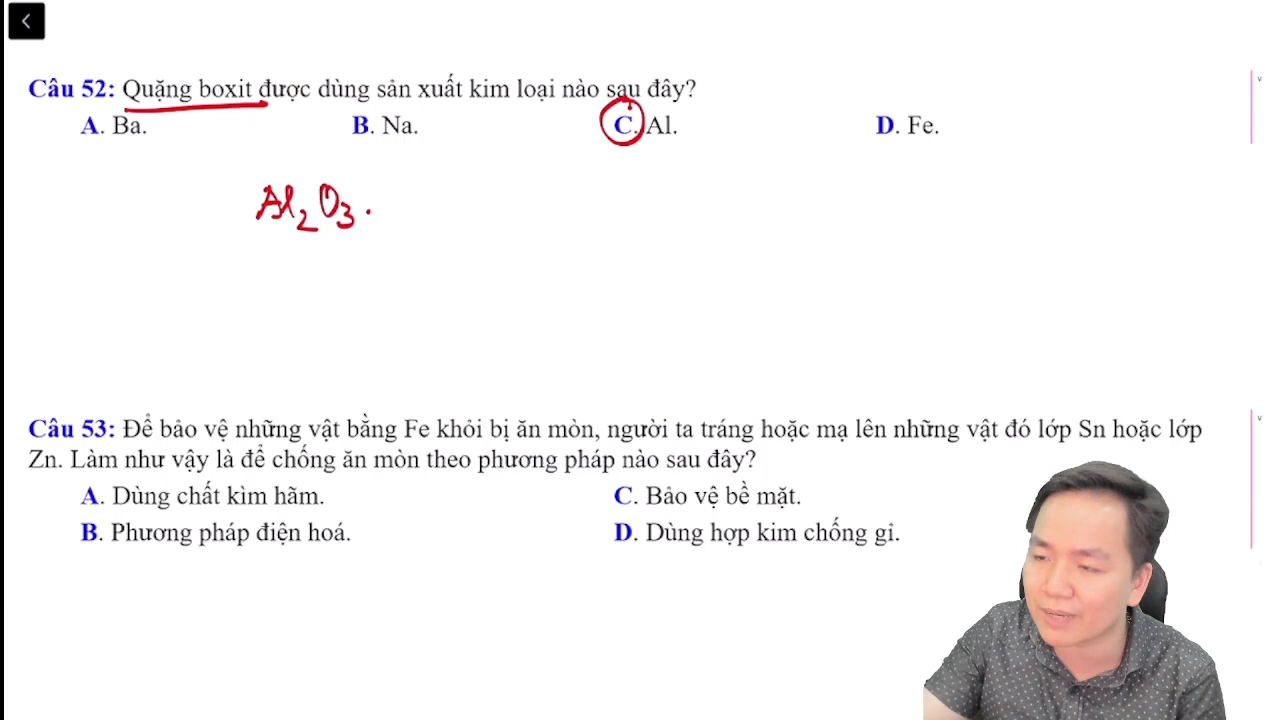 Câu 52: Quặng boxit được dùng sản xuất kim loại nào sau đây?
A. Ba. B. Na. C. Al. D. Fe.
Al₂O₃.
Câu 53: Để bảo vệ những vật bằng Fe khỏi bị ăn mòn, người ta tráng hoặc mạ lên những vật đó lớp Sn hoặc lớp
Zn. Làm như vậy là để chống ăn mòn theo phương pháp nào sau đây?
A. Dùng chất kìm hãm. C. Bảo vệ bề mặt.
B. Phương pháp điện hoá. D. Dùng hợp kim chống gỉ.